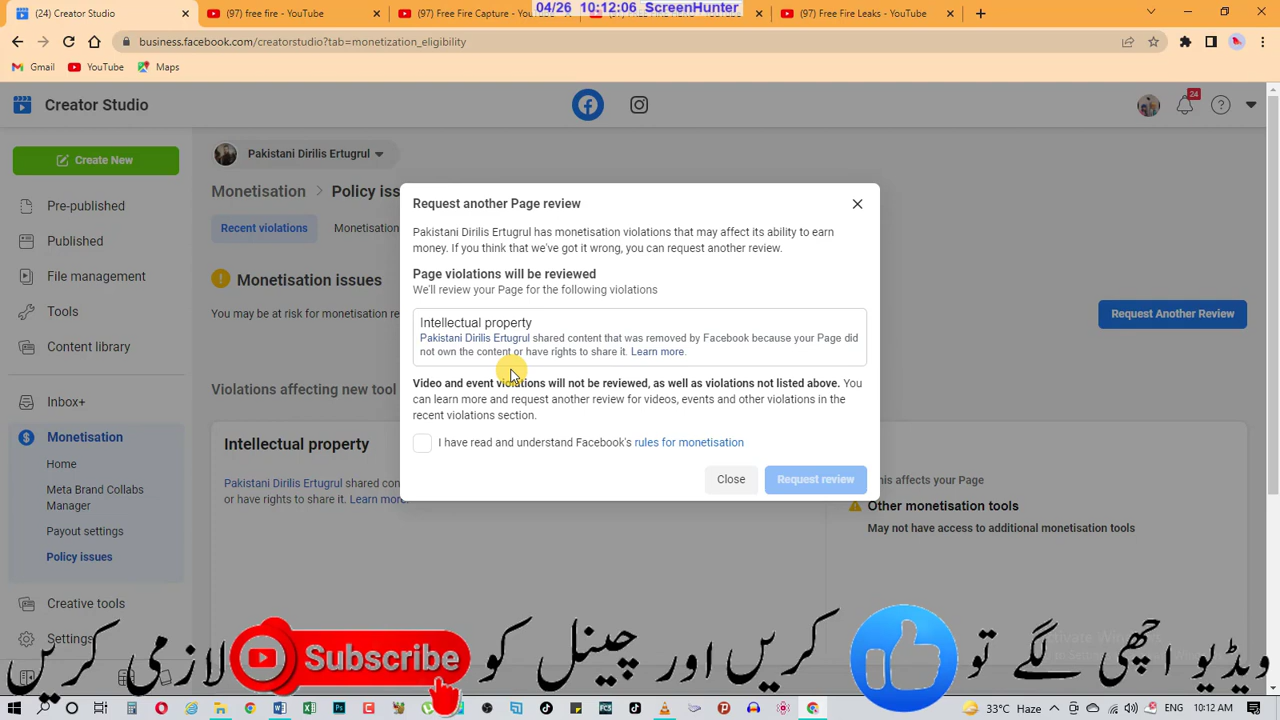 04/26 10:12:06 ScreenHunter
(24) Creator Studio
(97) free fire - YouTube
(97) Free Fire Capture - YouTube
(97) Free Fire Leaks - YouTube
business.facebook.com/creatorstudio?tab=monetization_eligibility
Gmail
YouTube
Maps
Creator Studio
24
Create New
Pakistani Dirilis Ertugrul
Pre-published
Published
File management
Tools
Content library
Inbox+
Monetisation
Home
Meta Brand Collabs
Manager
Payout settings
Policy issues
Creative tools
Settings
Monetisation > Policy iss
Recent violations
Monetisation
Monetisation issues
You may be at risk for monetisation re
Request Another Review
Violations affecting new tool
Intellectual property
Pakistani Dirilis Ertugrul shared con
or have rights to share it. Learn more.
his affects your Page
Other monetisation tools
May not have access to additional monetisation tools
Request another Page review
Pakistani Dirilis Ertugrul has monetisation violations that may affect its ability to earn
money. If you think that we've got it wrong, you can request another review.
Page violations will be reviewed
We'll review your Page for the following violations
Intellectual property
Pakistani Dirilis Ertugrul shared content that was removed by Facebook because your Page did
not own the content or have rights to share it. Learn more.
Video and event violations will not be reviewed, as well as violations not listed above. You
can learn more and request another review for videos, events and other violations in the
recent violations section.
I have read and understand Facebook's rules for monetisation
Close
Request review
Activate Windows
ویڈیو اچھی لگے تو کریں اور چینل کو Subscribe لازمی کریں
33°C Haze
10:12 AM